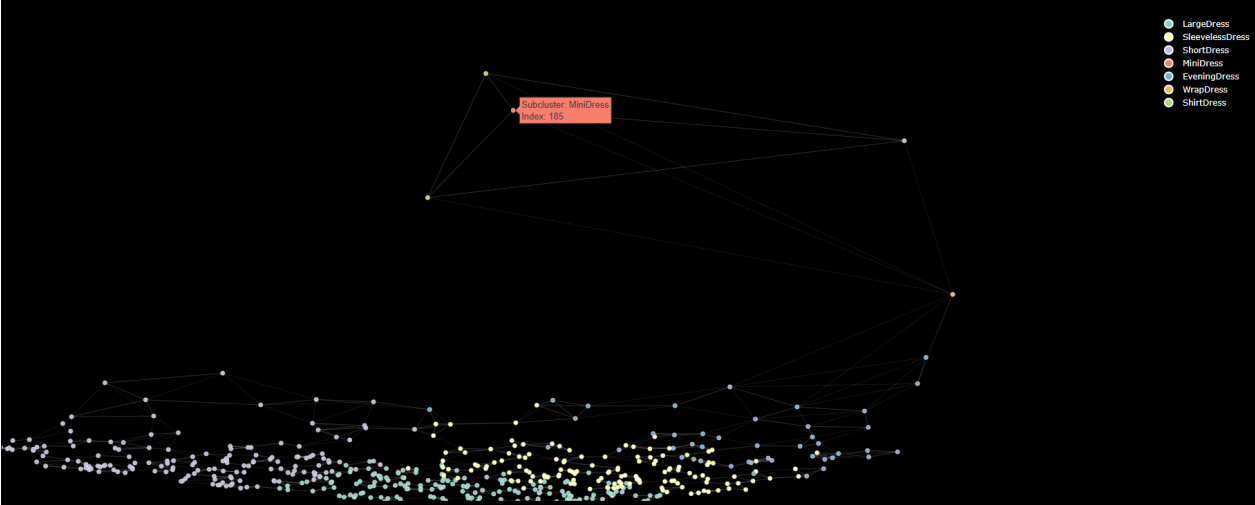 LargeDress
SleevelessDress
ShortDress
MiniDress
EveningDress
WrapDress
ShirtDress
Subcluster: MiniDress
Index: 185